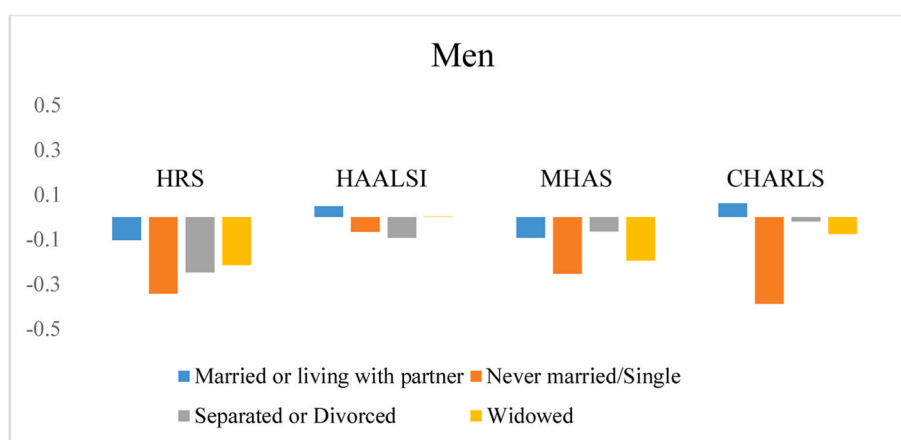 Men
0.5
0.3
0.1
-0.1
-0.3
-0.5
HRS HAALSI MHAS CHARLS
Married or living with partner Never married/Single
Separated or Divorced Widowed